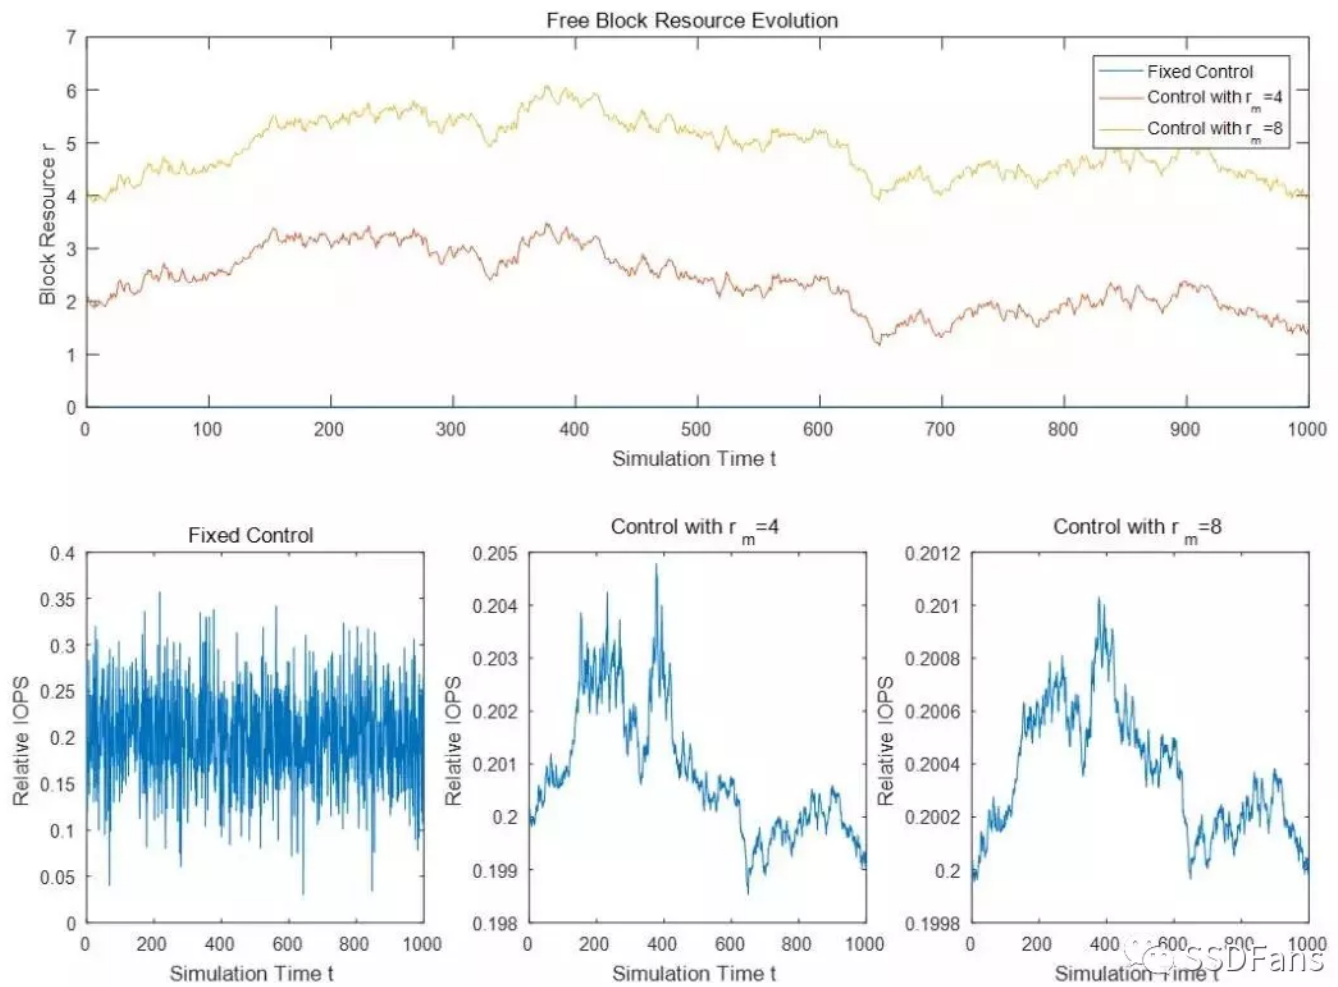 Free Block Resource Evolution
7
6
5
4
3
2
1
0
Block Resource r
Fixed Control
Control with r_m=4
Control with r_m=8
0 100 200 300 400 500 600 700 800 900 1000
Simulation Time t
Fixed Control
0.4
0.35
0.3
0.25
0.2
0.15
0.1
0.05
0
Relative IOPS
0 200 400 600 800 1000
Simulation Time t
Control with r_m=4
0.205
0.204
0.203
0.202
0.201
0.2
0.199
0.198
Relative IOPS
0 200 400 600 800 1000
Simulation Time t
Control with r_m=8
0.2012
0.201
0.2008
0.2006
0.2004
0.2002
0.2
0.1998
Relative IOPS
0 200 400 600 800 1000
Simulation Time t
SSDFans